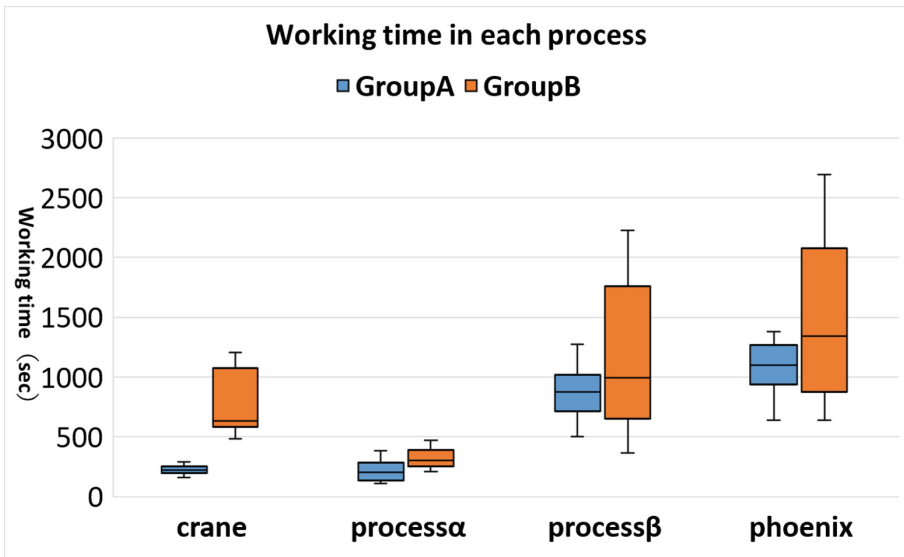 Working time in each process
GroupA GroupB
3000
2500
2000
1500
1000
500
0
Working time （sec）
crane processα processβ phoenix